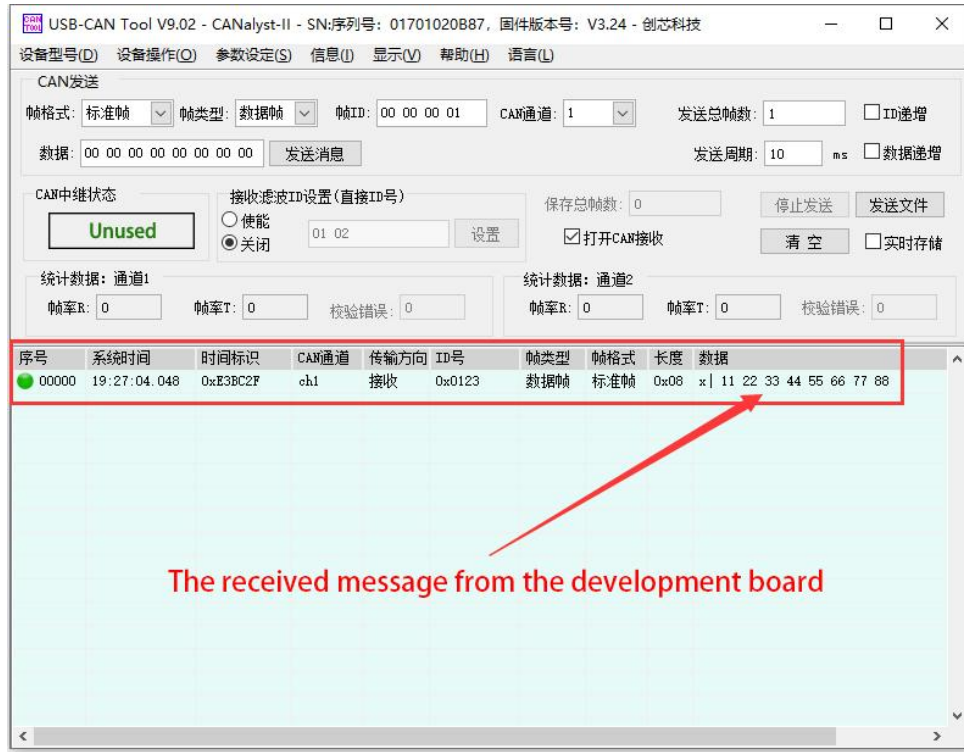 CAN TOOL USB-CAN Tool V9.02 - CANalyst-II - SN:序列号: 01701020B87, 固件版本号: V3.24 - 创芯科技
设备型号(D) 设备操作(O) 参数设定(S) 信息(I) 显示(V) 帮助(H) 语言(L)
CAN发送
帧格式: 标准帧 帧类型: 数据帧 帧ID: 00 00 00 01 CAN通道: 1 发送总帧数: 1 ID递增
数据: 00 00 00 00 00 00 00 00 发送消息 发送周期: 10 ms 数据递增
CAN中继状态 接收滤波ID设置(直接ID号)
Unused 使能 关闭 01 02 设置
保存总帧数: 0 停止发送 发送文件
打开CAN接收 清空 实时存储
统计数据: 通道1 统计数据: 通道2
帧率R: 0 帧率T: 0 校验错误: 0 帧率R: 0 帧率T: 0 校验错误: 0
序号 系统时间 时间标识 CAN通道 传输方向 ID号 帧类型 帧格式 长度 数据
00000 19:27:04.048 0xE3BC2F ch1 接收 0x0123 数据帧 标准帧 0x08 x| 11 22 33 44 55 66 77 88
The received message from the development board